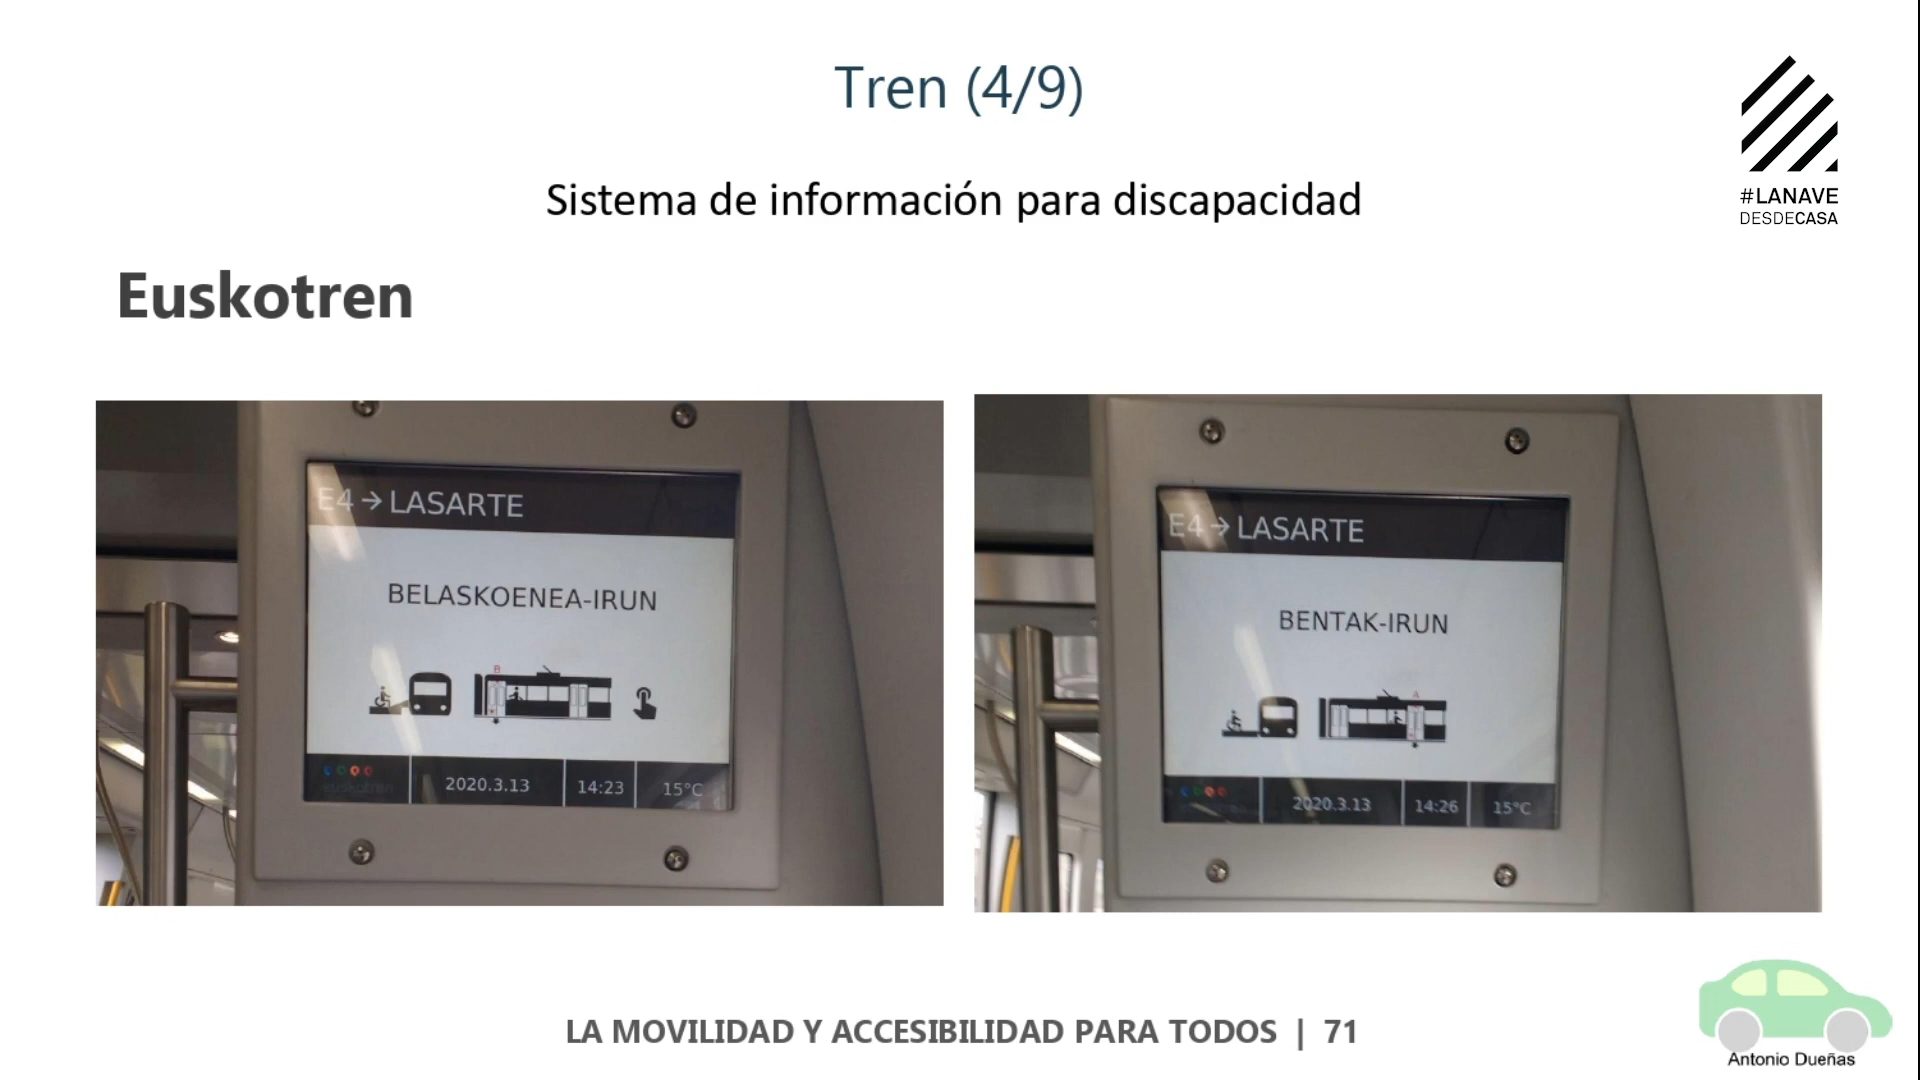 Tren (4/9)
#LANAVE
DESDECASA
Sistema de información para discapacidad
Euskotren
E4 → LASARTE
BELASKOENEA-IRUN
B
euskotren
2020.3.13
14:23
15°C
E4 → LASARTE
BENTAK-IRUN
A
2020.3.13
14:26
15°C
LA MOVILIDAD Y ACCESIBILIDAD PARA TODOS | 71
Antonio Dueñas